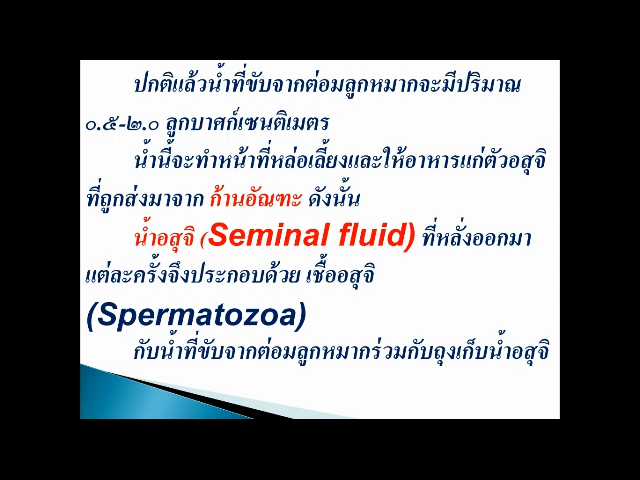 ปกติแล้วน้ำที่ขับจากต่อมลูกหมากจะมีปริมาณ
๐.๕-๒.๐ ลูกบาศก์เซนติเมตร
น้ำนี้จะทำหน้าที่หล่อเลี้ยงและให้อาหารแก่ตัวอสุจิ
ที่ถูกส่งมาจาก ก้านอัณฑะ ดังนั้น
น้ำอสุจิ (Seminal fluid) ที่หลั่งออกมา
แต่ละครั้งจึงประกอบด้วย เชื้ออสุจิ
(Spermatozoa)
กับน้ำที่ขับจากต่อมลูกหมากร่วมกับถุงเก็บน้ำอสุจิ